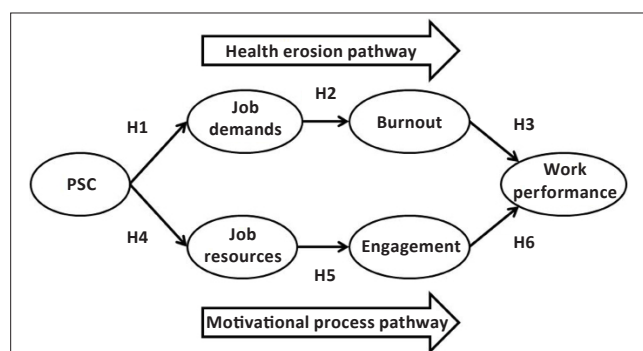 Health erosion pathway
H2
Job
demands
Burnout
H1
H3
PSC
Work
performance
H4
H6
Job
resources
Engagement
H5
Motivational process pathway